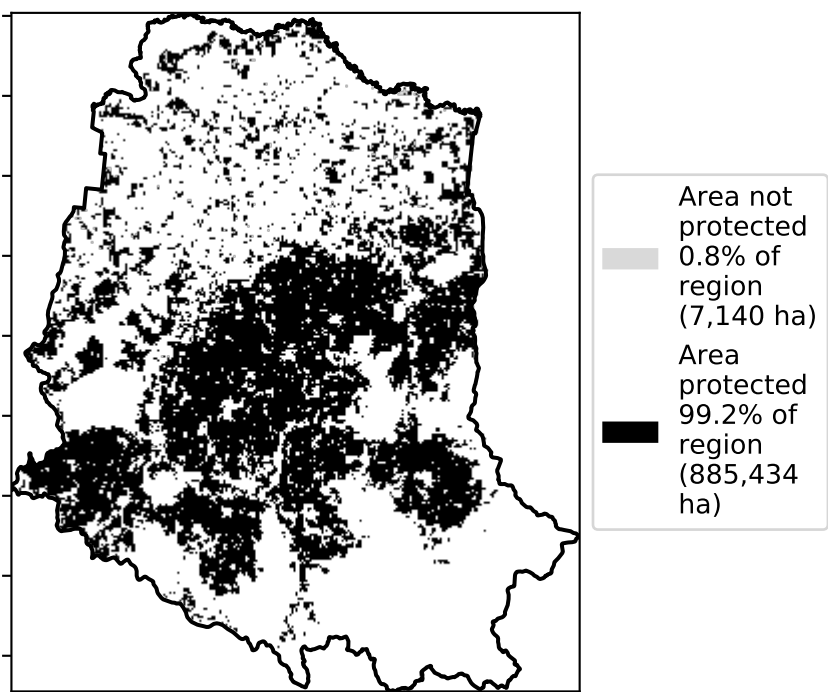 Area not
protected
0.8% of
region
(7,140 ha)
Area
protected
99.2% of
region
(885,434
ha)